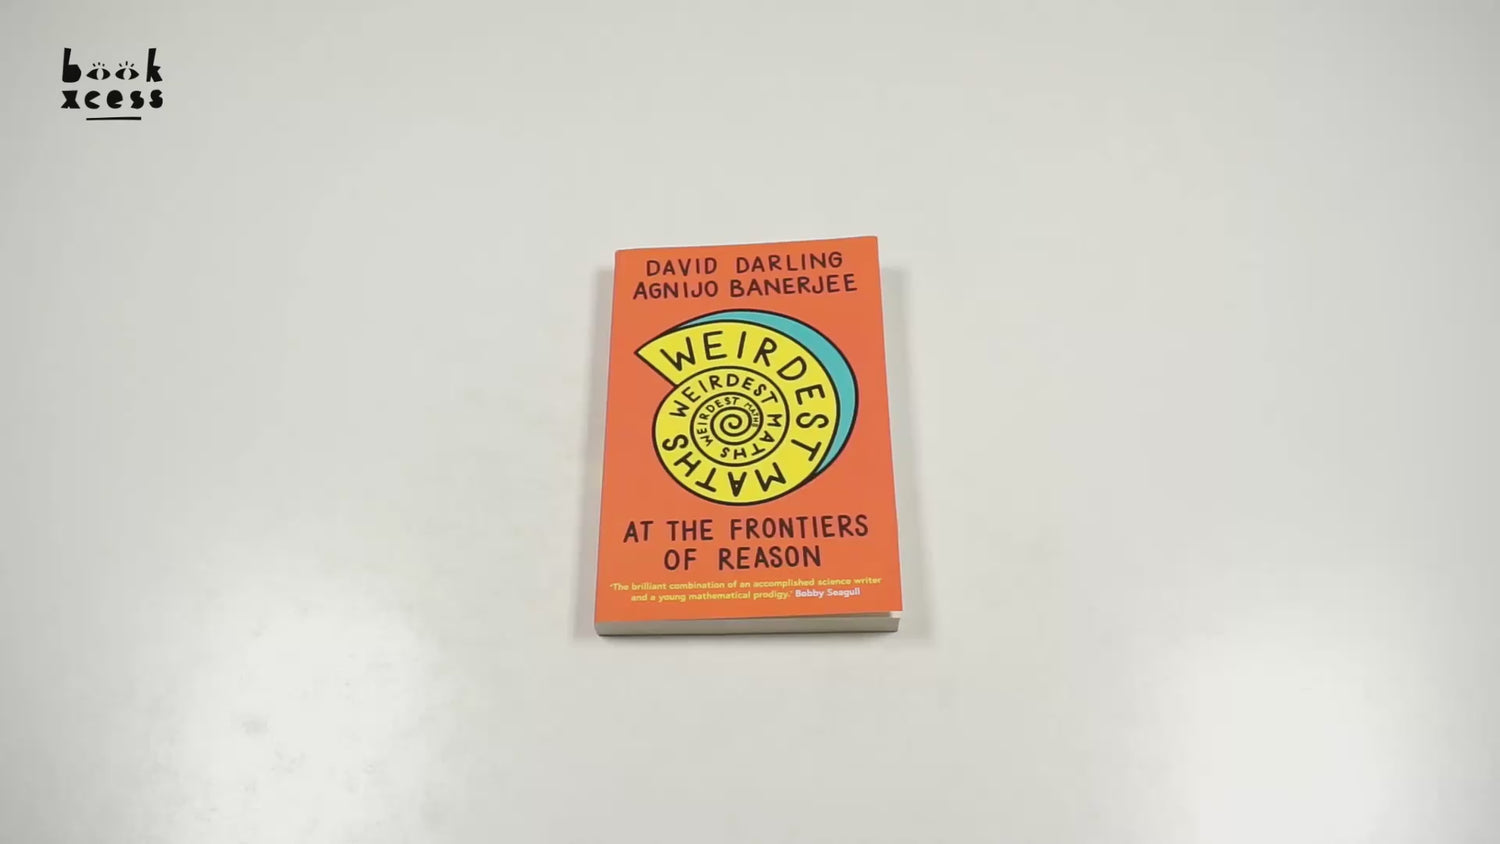 book
xcess
DAVID DARLING
AGNIJO BANERJEE
WEIRDEST MATHS
WEIRDEST MATHS
WEIRDEST MATHS
AT THE FRONTIERS
OF REASON
'The brilliant combination of an accomplished science writer
and a young mathematical prodigy.' Bobby Seagull